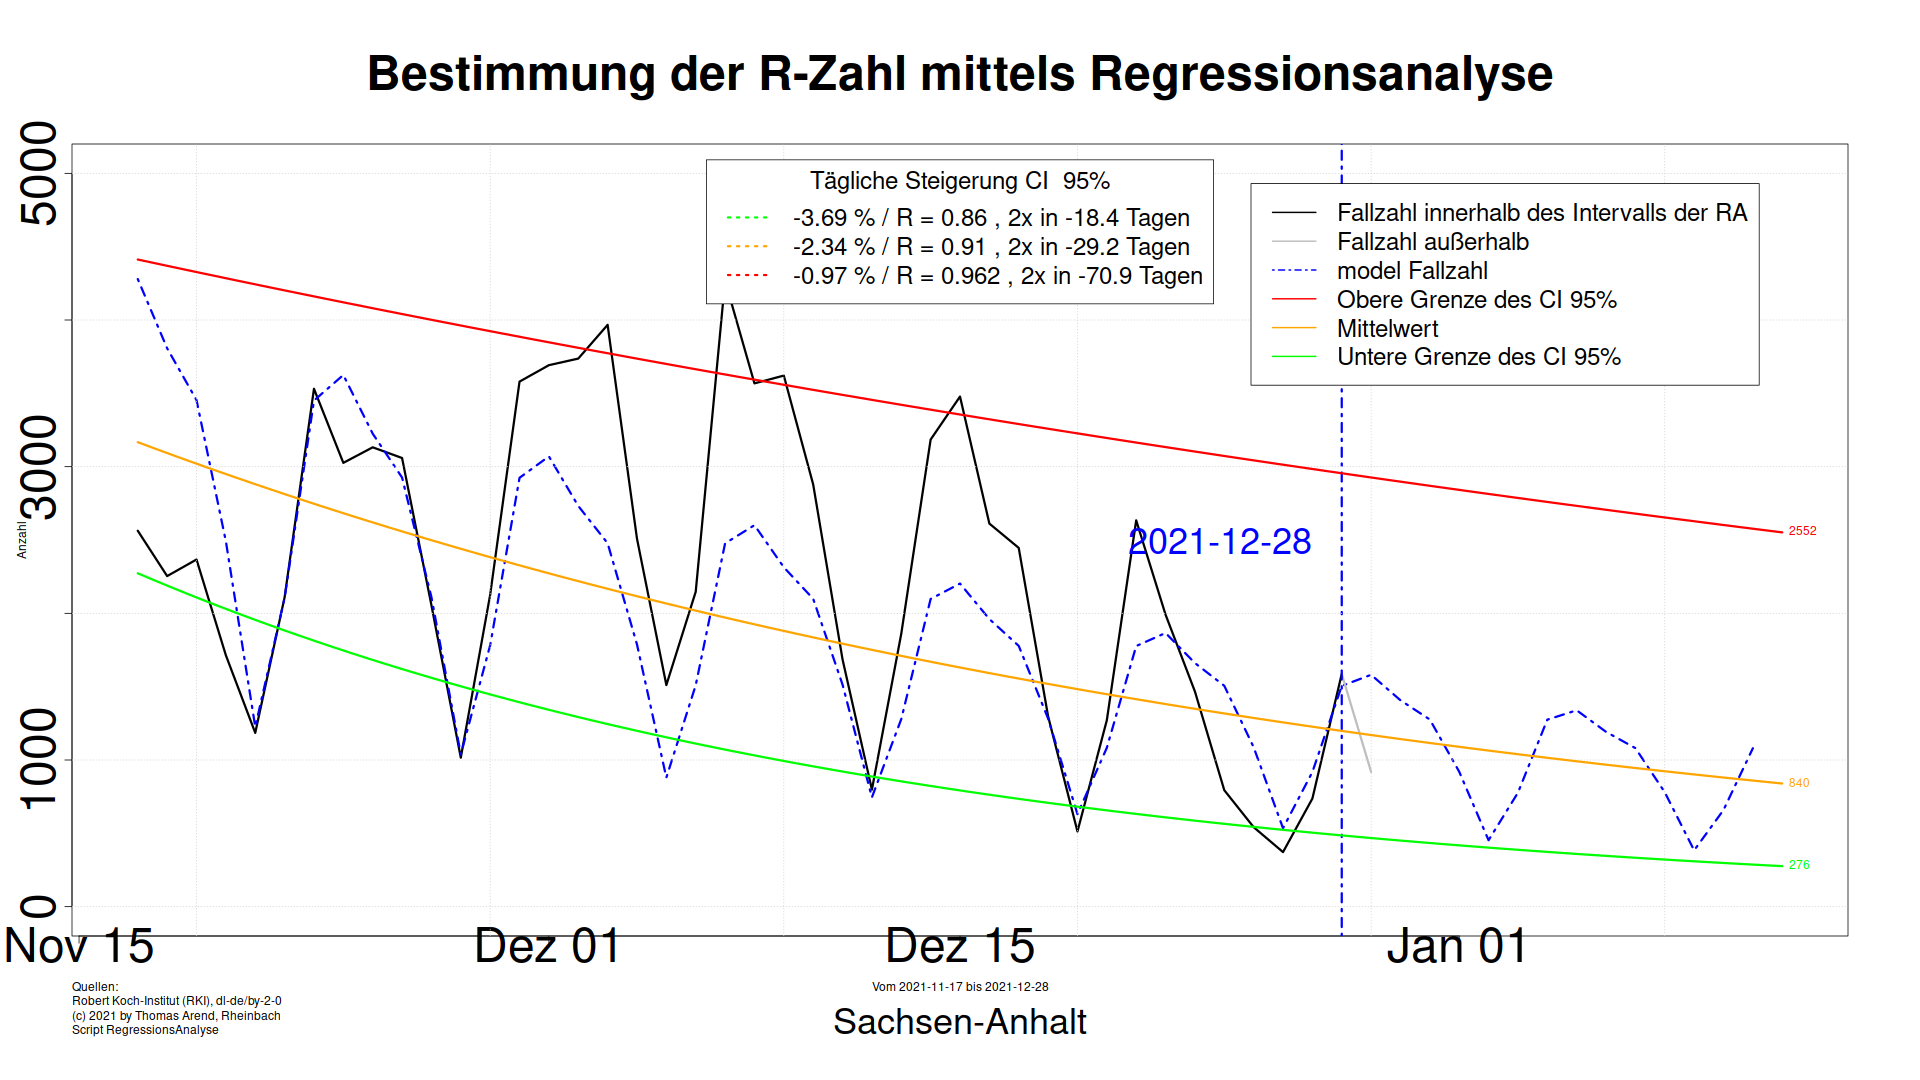 Bestimmung der R-Zahl mittels Regressionsanalyse
Tägliche Steigerung CI  95%
-3.69 % / R = 0.86 , 2x in -18.4 Tagen
-2.34 % / R = 0.91 , 2x in -29.2 Tagen
-0.97 % / R = 0.962 , 2x in -70.9 Tagen
Fallzahl innerhalb des Intervalls der RA
Fallzahl außerhalb
model Fallzahl
Obere Grenze des CI 95%
Mittelwert
Untere Grenze des CI 95%
5000
3000
1000
0
Anzahl
2021-12-28
2552
840
276
Nov 15
Dez 01
Dez 15
Jan 01
Vom 2021-11-17 bis 2021-12-28
Sachsen-Anhalt
Quellen:
Robert Koch-Institut (RKI), dl-de/by-2-0
(c) 2021 by Thomas Arend, Rheinbach
Script RegressionsAnalyse